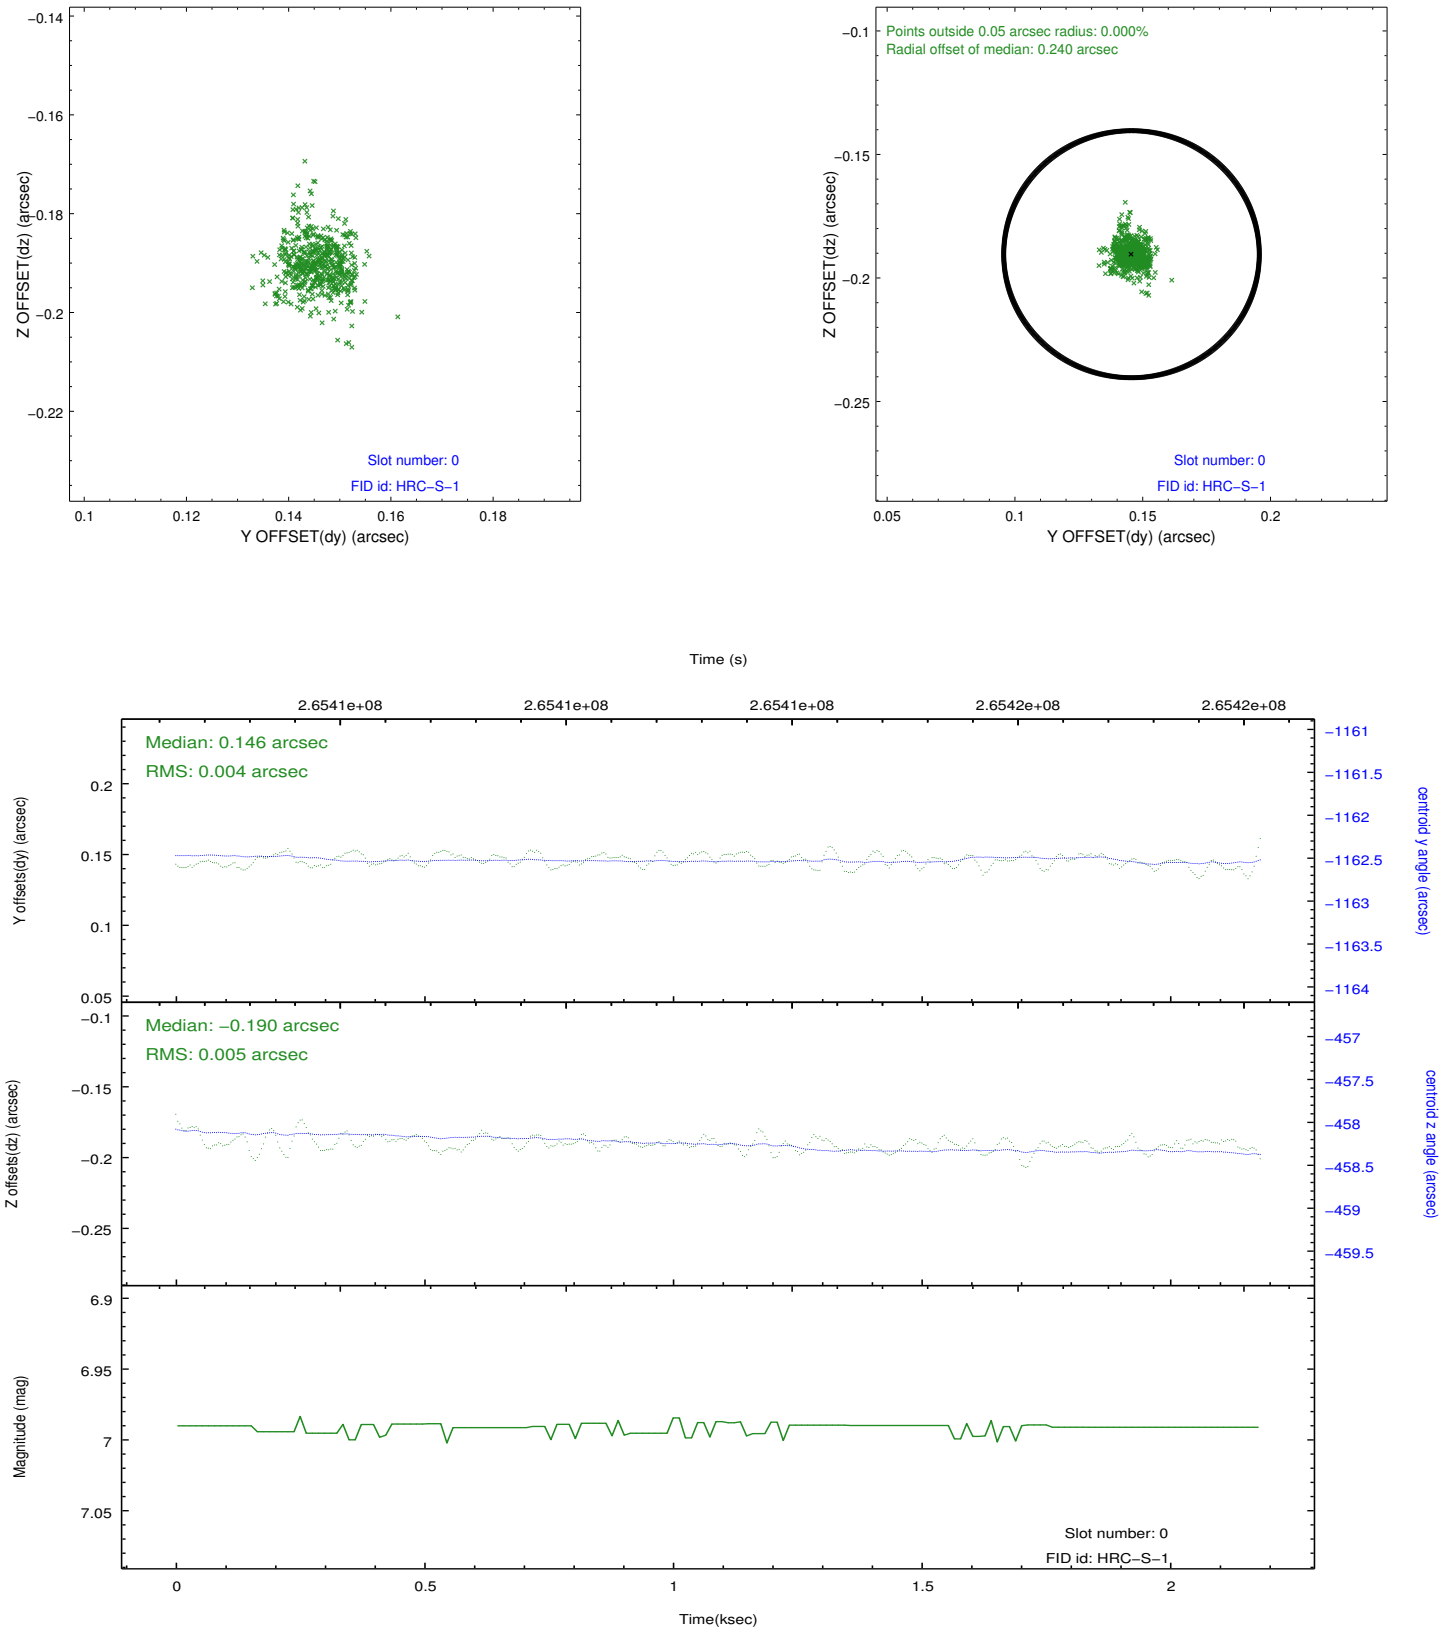 −0.14
−0.16
−0.18
−0.2
−0.22
Z OFFSET(dz) (arcsec)
Slot number: 0
FID id: HRC−S−1
0.1 0.12 0.14 0.16 0.18
Y OFFSET(dy) (arcsec)
Points outside 0.05 arcsec radius: 0.000%
Radial offset of median: 0.240 arcsec
−0.1
−0.15
−0.2
−0.25
Z OFFSET(dz) (arcsec)
Slot number: 0
FID id: HRC−S−1
0.05 0.1 0.15 0.2
Y OFFSET(dy) (arcsec)
Time (s)
2.6541e+08 2.6541e+08 2.6541e+08 2.6542e+08 2.6542e+08
Median: 0.146 arcsec
RMS: 0.004 arcsec
0.2
0.15
0.1
0.05
Y offsets(dy) (arcsec)
−1161
−1161.5
−1162
−1162.5
−1163
−1163.5
−1164
centroid y angle (arcsec)
Median: −0.190 arcsec
RMS: 0.005 arcsec
−0.1
−0.15
−0.2
−0.25
Z offsets(dz) (arcsec)
−457
−457.5
−458
−458.5
−459
−459.5
centroid z angle (arcsec)
6.9
6.95
7
7.05
Magnitude (mag)
Slot number: 0
FID id: HRC−S−1
0 0.5 1 1.5 2
Time(ksec)